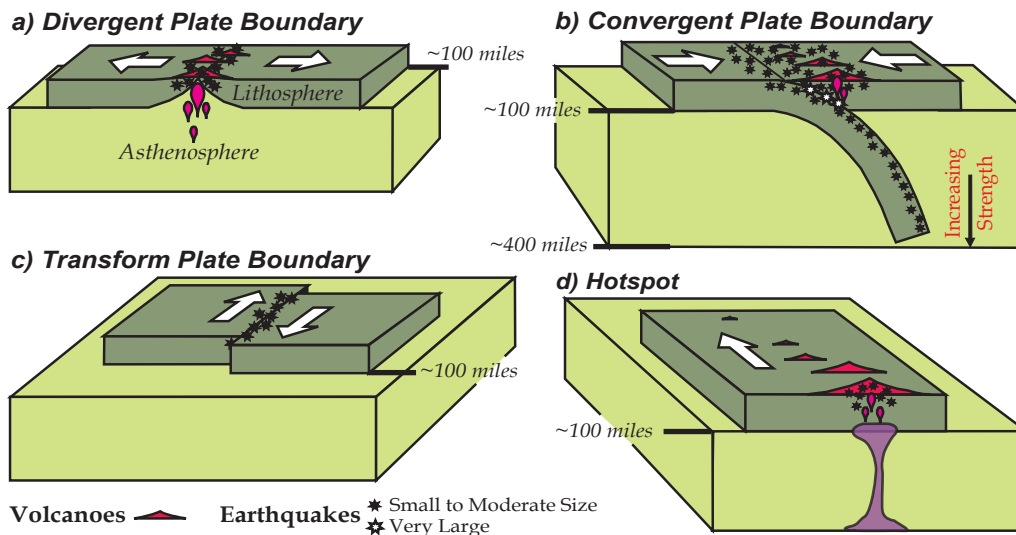 a) Divergent Plate Boundary
~100 miles
Lithosphere
Asthenosphere
b) Convergent Plate Boundary
~100 miles
Increasing
Strength
~400 miles
c) Transform Plate Boundary
~100 miles
d) Hotspot
~100 miles
Volcanoes
Earthquakes
Small to Moderate Size
Very Large